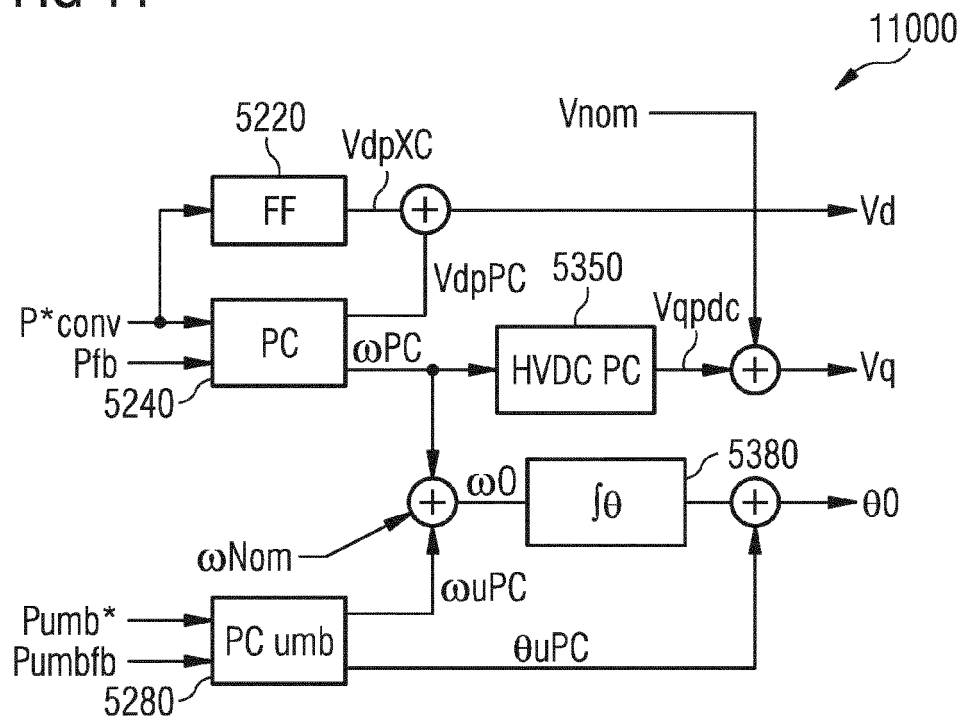 11000
Vnom
5220
VdpXC
FF
Vd
VdpPC
5350
Vqpdc
P*conv
PC
ωPC
HVDC PC
Pfb
Vq
5240
5380
ω0
∫θ
θ0
ωNom
ωuPC
Pumb*
PC umb
θuPC
Pumbfb
5280